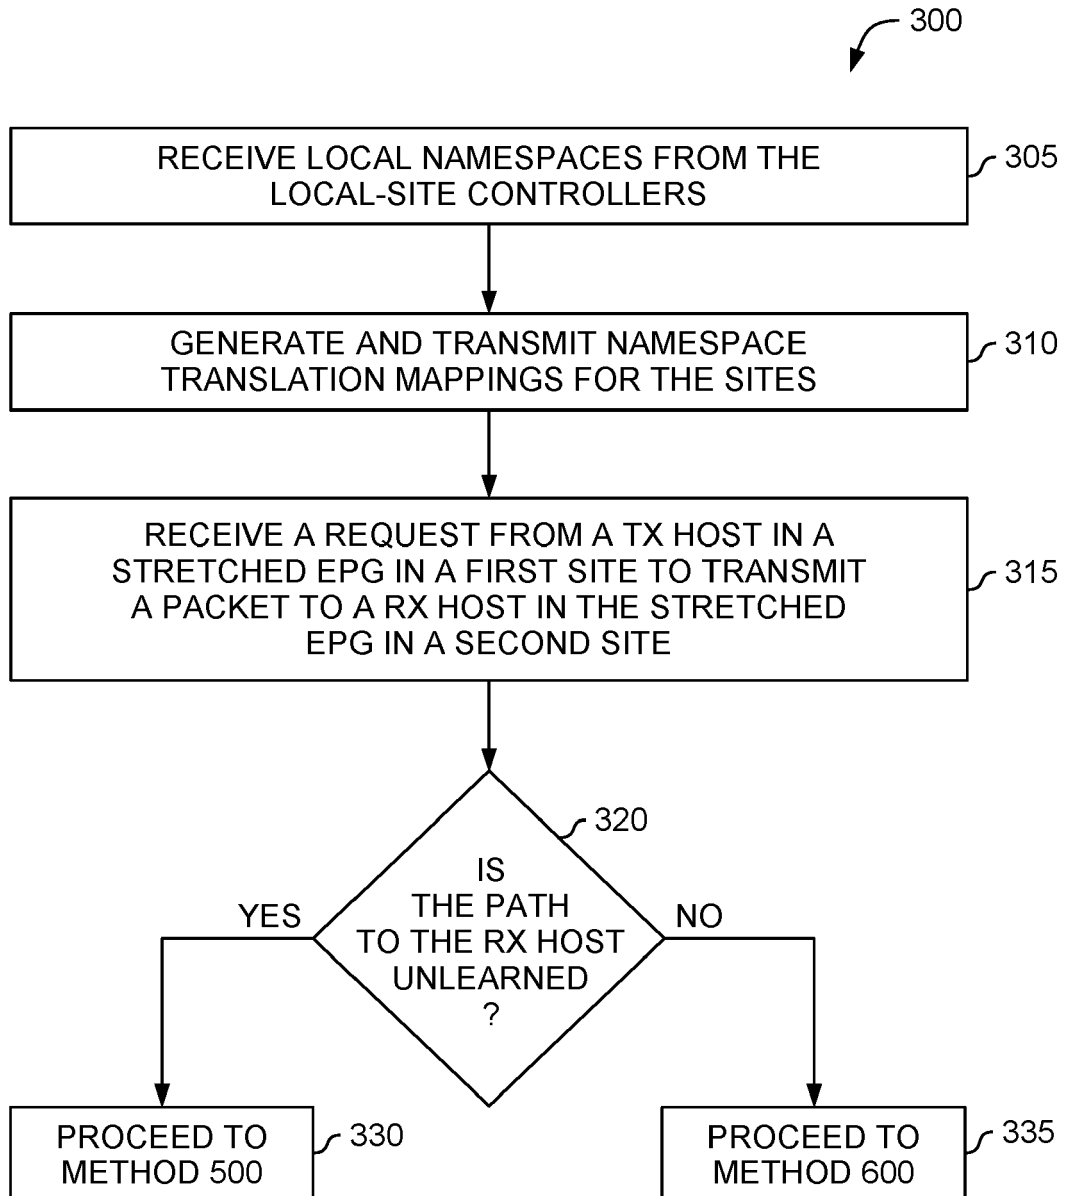 300
RECEIVE LOCAL NAMESPACES FROM THE
LOCAL-SITE CONTROLLERS
305
GENERATE AND TRANSMIT NAMESPACE
TRANSLATION MAPPINGS FOR THE SITES
310
RECEIVE A REQUEST FROM A TX HOST IN A
STRETCHED EPG IN A FIRST SITE TO TRANSMIT
A PACKET TO A RX HOST IN THE STRETCHED
EPG IN A SECOND SITE
315
320
IS
THE PATH
TO THE RX HOST
UNLEARNED
?
YES
NO
PROCEED TO
METHOD 500
330
PROCEED TO
METHOD 600
335